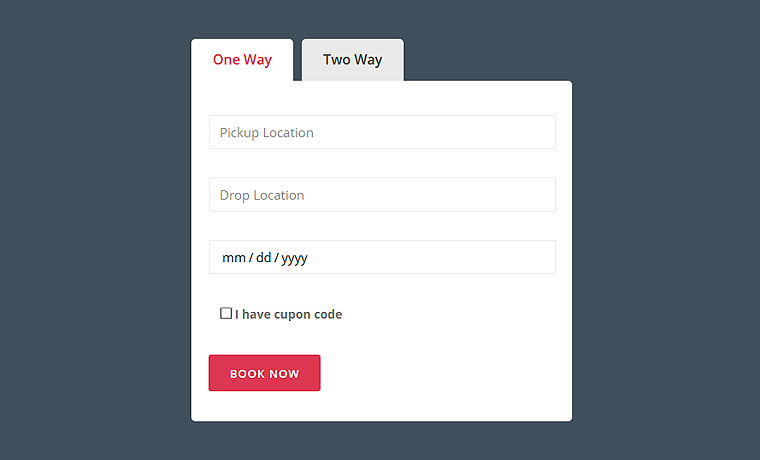 One Way Two Way
Pickup Location
Drop Location
mm / dd / yyyy
I have cupon code
BOOK NOW